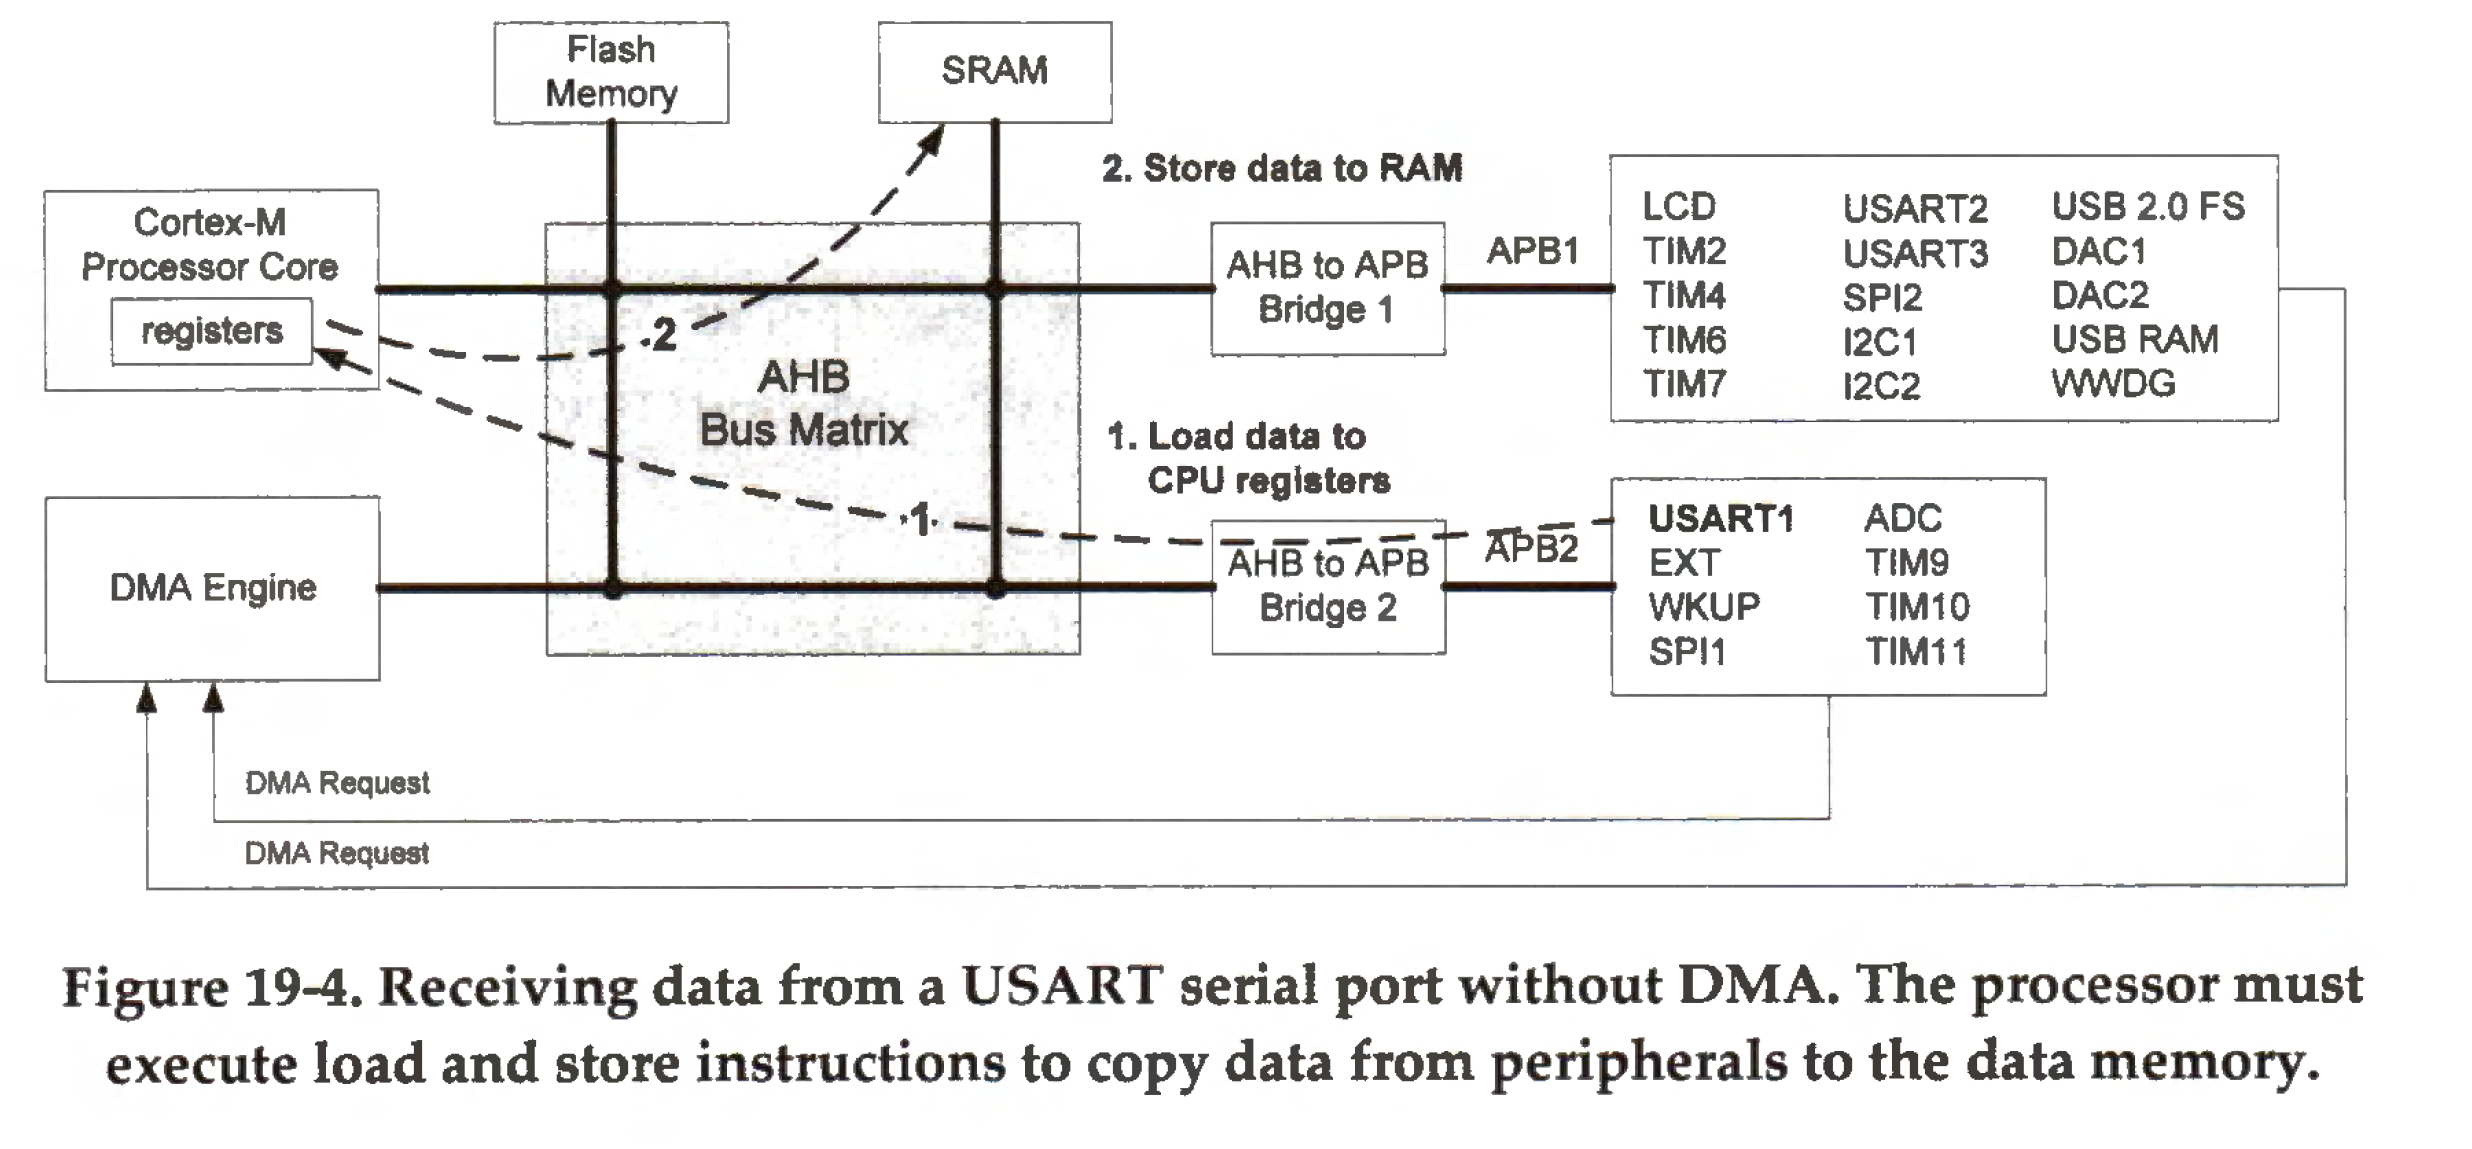 Flash
Memory
SRAM
2. Store data to RAM
Cortex-M
Processor Core
registers
2
AHB
Bus Matrix
AHB to APB
Bridge 1
APB1
LCD USART2 USB 2.0 FS
TIM2 USART3 DAC1
TIM4 SPI2 DAC2
TIM6 I2C1 USB RAM
TIM7 I2C2 WWDG
1. Load data to
CPU registers
1
DMA Engine
AHB to APB
Bridge 2
APB2
USART1 ADC
EXT TIM9
WKUP TIM10
SPI1 TIM11
DMA Request
DMA Request
Figure 19-4. Receiving data from a USART serial port without DMA. The processor must
execute load and store instructions to copy data from peripherals to the data memory.